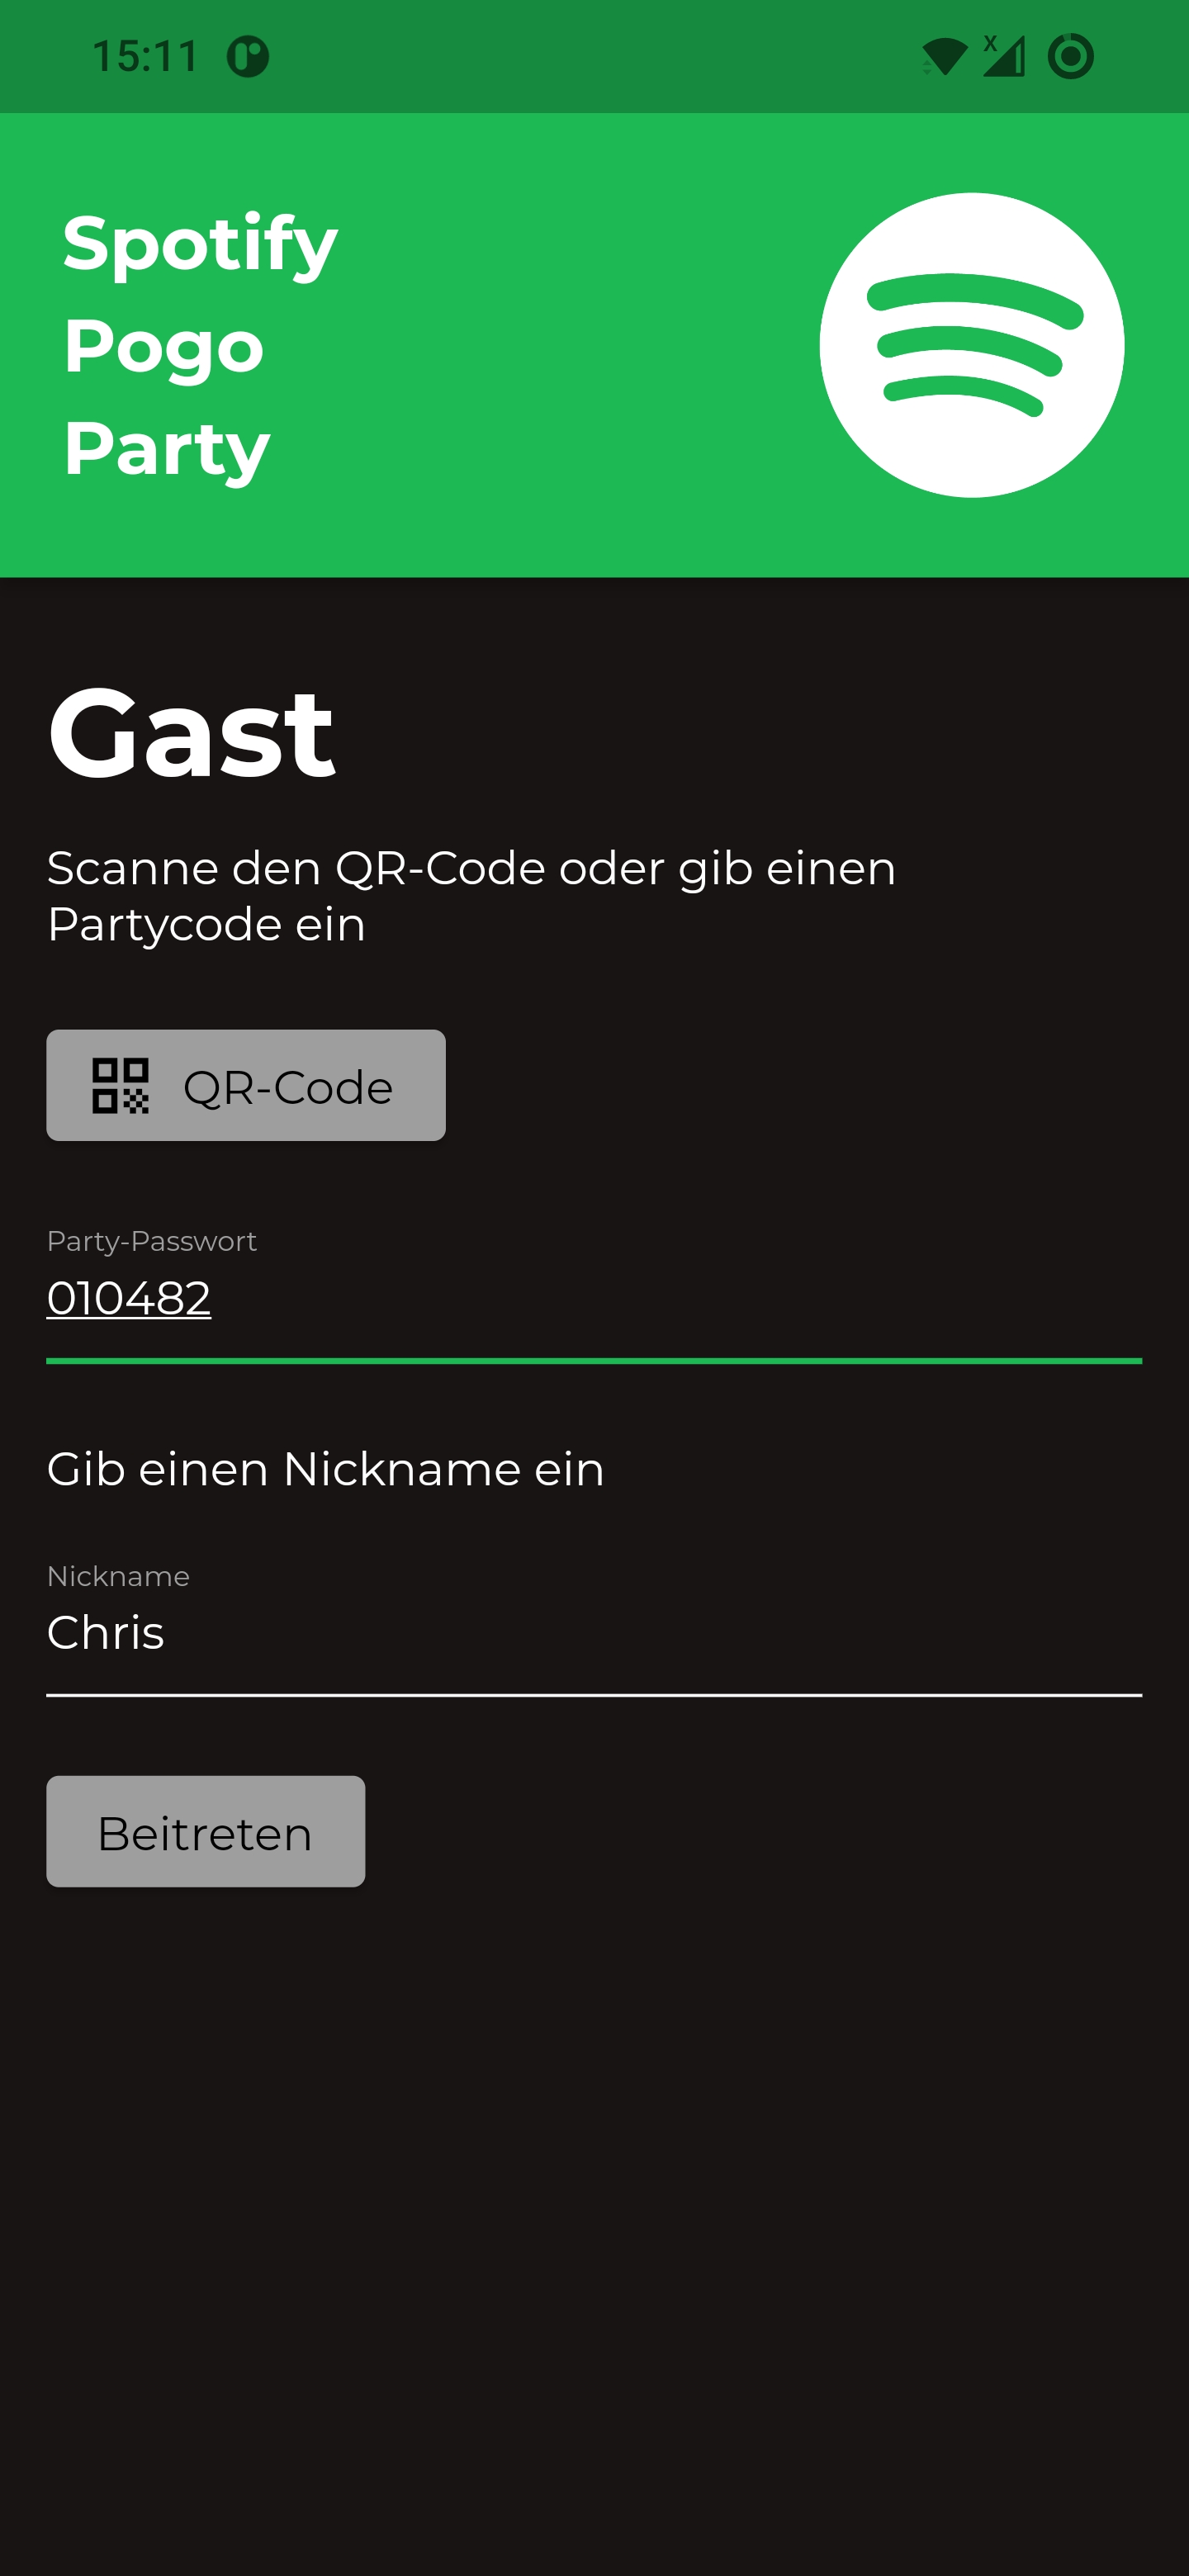 15:11
Spotify
Pogo
Party
Gast
Scanne den QR-Code oder gib einen
Partycode ein
QR-Code
Party-Passwort
010482
Gib einen Nickname ein
Nickname
Chris
Beitreten